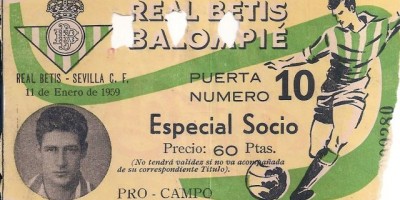 REAL BETIS
BALOMPIÉ
REAL BETIS - SEVILLA C. F.
11 de Enero de 1959
PUERTA
NUMERO 10
Especial Socio
Precio: 60 Ptas.
(No tendrá validez si no va acompañada
de su correspondiente Título).
PRO - CAMPO
00280